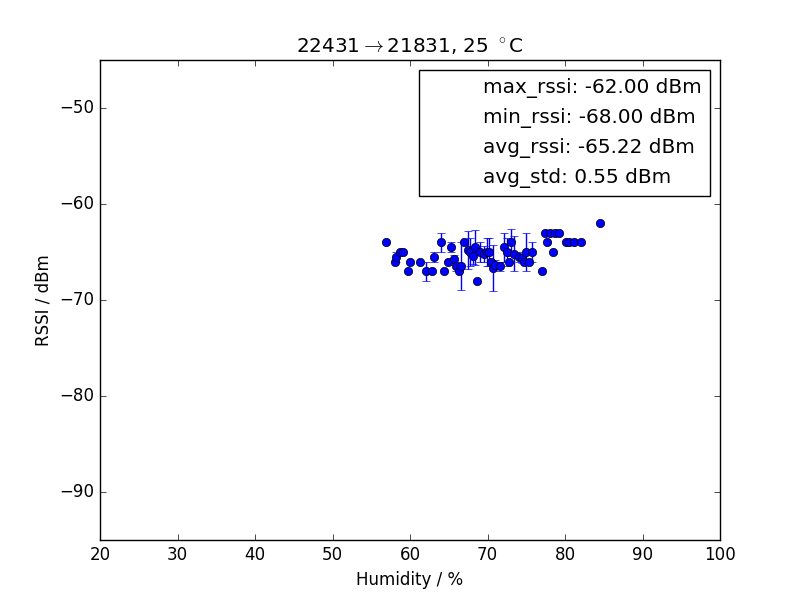 22431→21831, 25 °C
max_rssi: -62.00 dBm
min_rssi: -68.00 dBm
avg_rssi: -65.22 dBm
avg_std: 0.55 dBm
−50
−60
−70
−80
−90
RSSI / dBm
20 30 40 50 60 70 80 90 100
Humidity / %